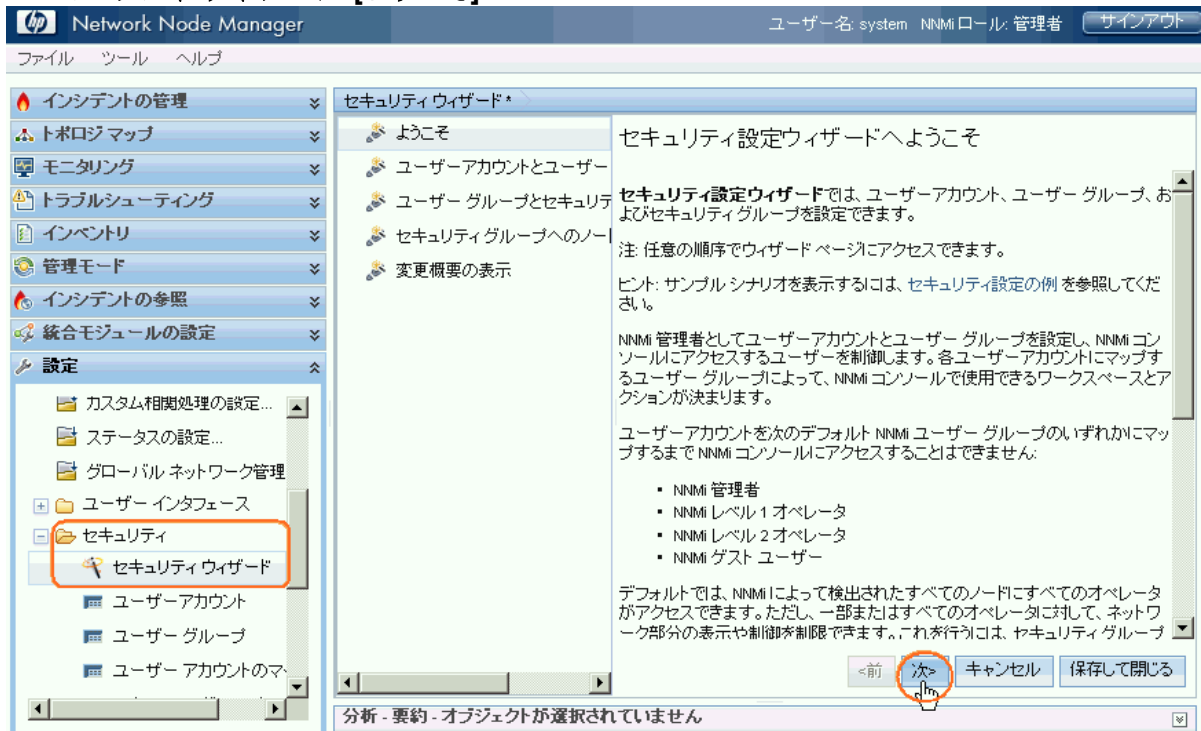 Network Node Manager
ユーザー名: system NNMiロール: 管理者 サインアウト
ファイル ツール ヘルプ
インシデントの管理
トポロジ マップ
モニタリング
トラブルシューティング
インベントリ
管理モード
インシデントの参照
統合モジュールの設定
設定
カスタム相関処理の設定...
ステータスの設定...
グローバル ネットワーク管理
ユーザー インタフェース
セキュリティ
セキュリティ ウィザード
ユーザーアカウント
ユーザー グループ
ユーザー アカウントのマ
セキュリティ ウィザード *
ようこそ
ユーザーアカウントとユーザー
ユーザー グループとセキュリテ
セキュリティ グループへのノー
変更概要の表示
セキュリティ設定ウィザードへようこそ
セキュリティ設定ウィザードでは、ユーザーアカウント、ユーザー グループ、お
よびセキュリティ グループを設定できます。
注: 任意の順序でウィザード ページにアクセスできます。
ヒント: サンプル シナリオを表示するには、セキュリティ設定の例 を参照してくだ
さい。
NNMi 管理者としてユーザーアカウントとユーザー グループを設定し、NNMi コン
ソールにアクセスするユーザーを制御します。各ユーザーアカウントにマップす
るユーザー グループによって、NNMi コンソールで使用できるワークスペースとア
クションが決まります。
ユーザーアカウントを次のデフォルト NNMi ユーザー グループのいずれかにマッ
プするまで NNMi コンソールにアクセスすることはできません:
▪ NNMi 管理者
▪ NNMi レベル 1 オペレータ
▪ NNMi レベル 2 オペレータ
▪ NNMi ゲスト ユーザー
デフォルトでは、NNMi によって検出されたすべてのノードにすべてのオペレータ
がアクセスできます。ただし、一部またはすべてのオペレータに対して、ネットワ
ーク部分の表示や制御を制限できます。これを行うには、セキュリティ グループ
<前 次> キャンセル 保存して閉じる
分析 - 要約 - オブジェクトが選択されていません